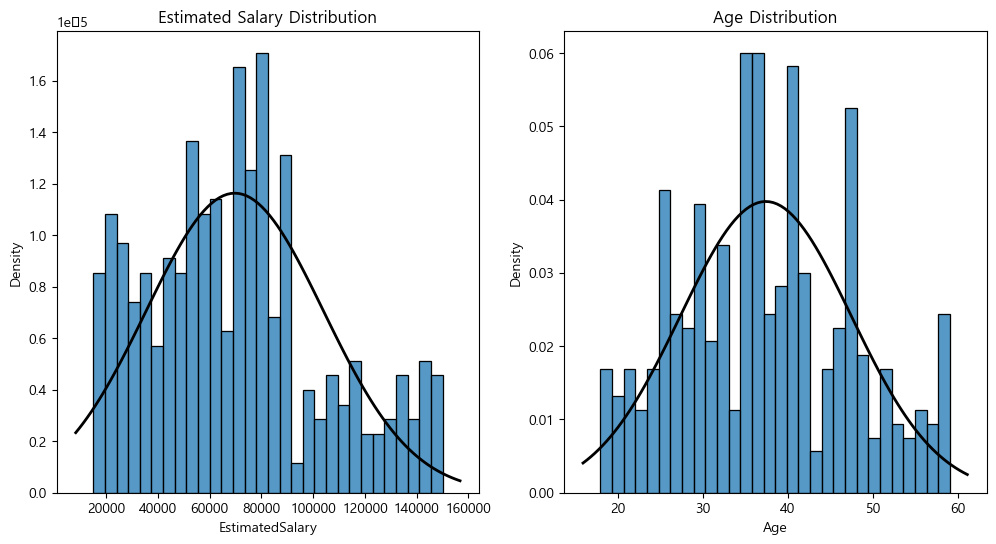 Estimated Salary Distribution
1e▯5
1.6
1.4
1.2
1.0
0.8
0.6
0.4
0.2
0.0
Density
20000 40000 60000 80000 100000 120000 140000 160000
EstimatedSalary
Age Distribution
0.06
0.05
0.04
0.03
0.02
0.01
0.00
Density
20 30 40 50 60
Age